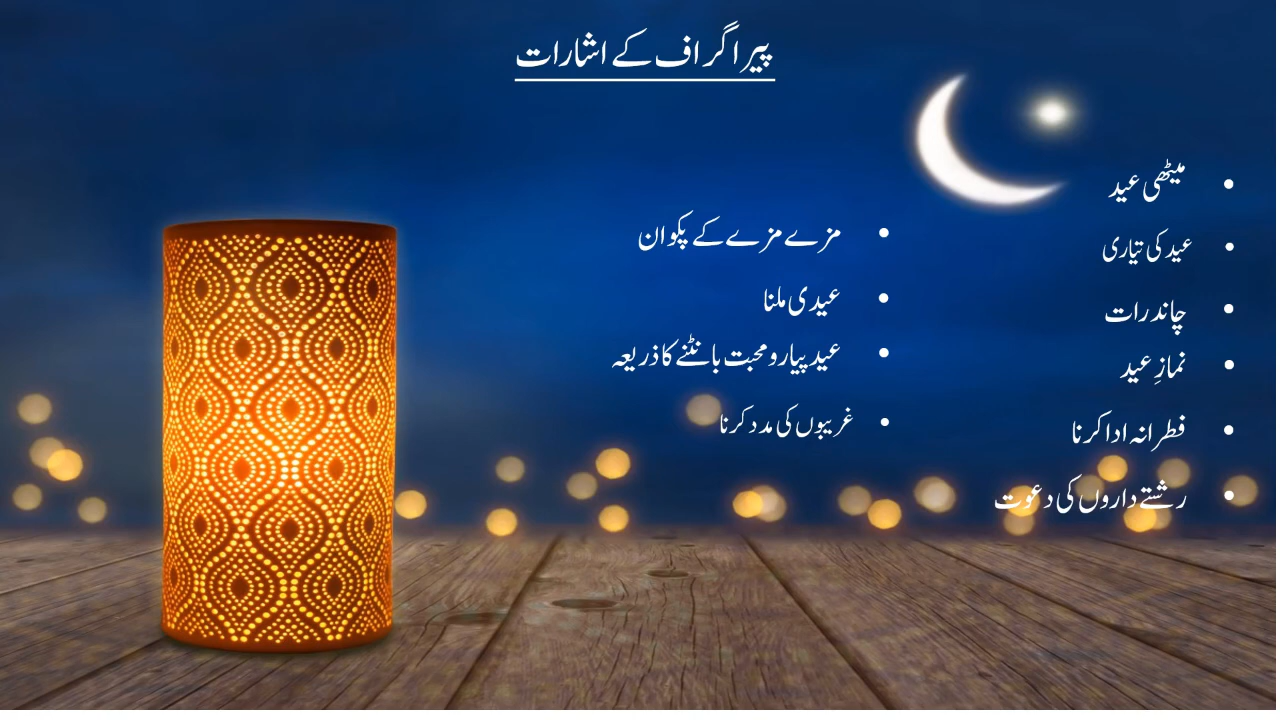 پیراگراف کے اشارات
میٹھی عید
عید کی تیاری
چاند رات
نمازِ عید
فطرانہ ادا کرنا
رشتے داروں کی دعوت
مزے مزے کے پکوان
عیدی ملنا
عید پیار و محبت بانٹنے کا ذریعہ
غریبوں کی مدد کرنا